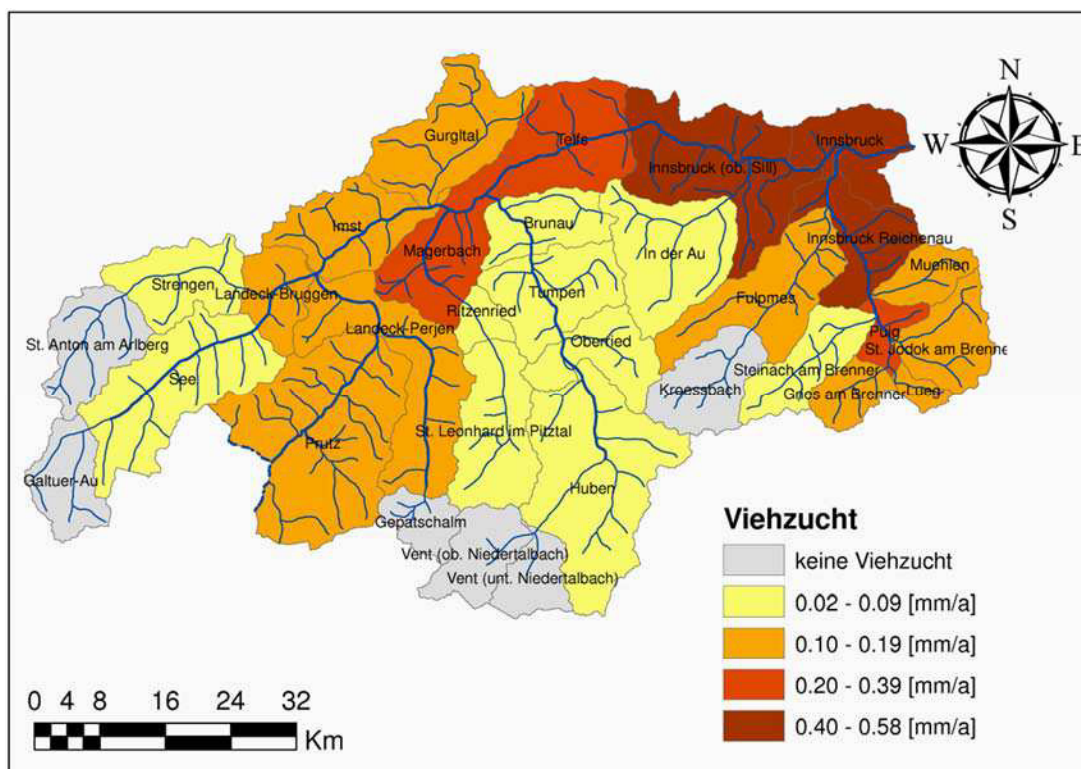 N
W
E
S
Gurgltal
Telfs
Innsbruck
Innsbruck (ob. Sill)
Imst
Brunau
Magerbach
In der Au
Innsbruck Reichenau
Muehlen
Strengen
Landeck-Bruggen
Tumpen
Fulpmes
Ritzenried
Landeck-Perjen
Puig
St. Anton am Arlberg
Oberried
St. Jodok am Brenne
See
Steinach am Brenner
Kroessbach
Gries am Brenner
Lueg
Prutz
St. Leonhard im Pitztal
Galtuer-Au
Huben
Gepatschalm
Vent (ob. Niedertalbach)
Vent (unt. Niedertalbach)
Viehzucht
keine Viehzucht
0.02 - 0.09 [mm/a]
0.10 - 0.19 [mm/a]
0.20 - 0.39 [mm/a]
0.40 - 0.58 [mm/a]
0 4 8 16 24 32
Km